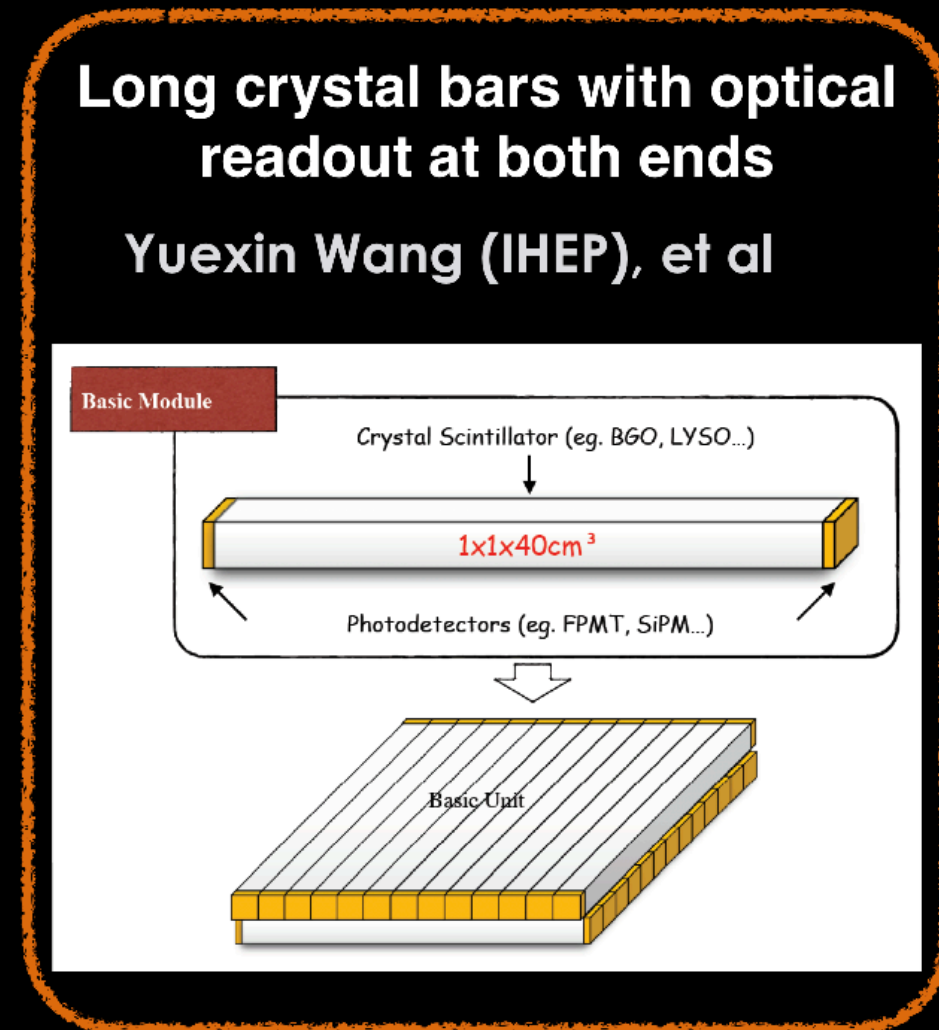 Long crystal bars with optical
readout at both ends
Yuexin Wang (IHEP), et al
Basic Module
Crystal Scintillator (eg. BGO, LYSO...)
1x1x40cm³
Photodetectors (eg. FPMT, SiPM...)
Basic Unit